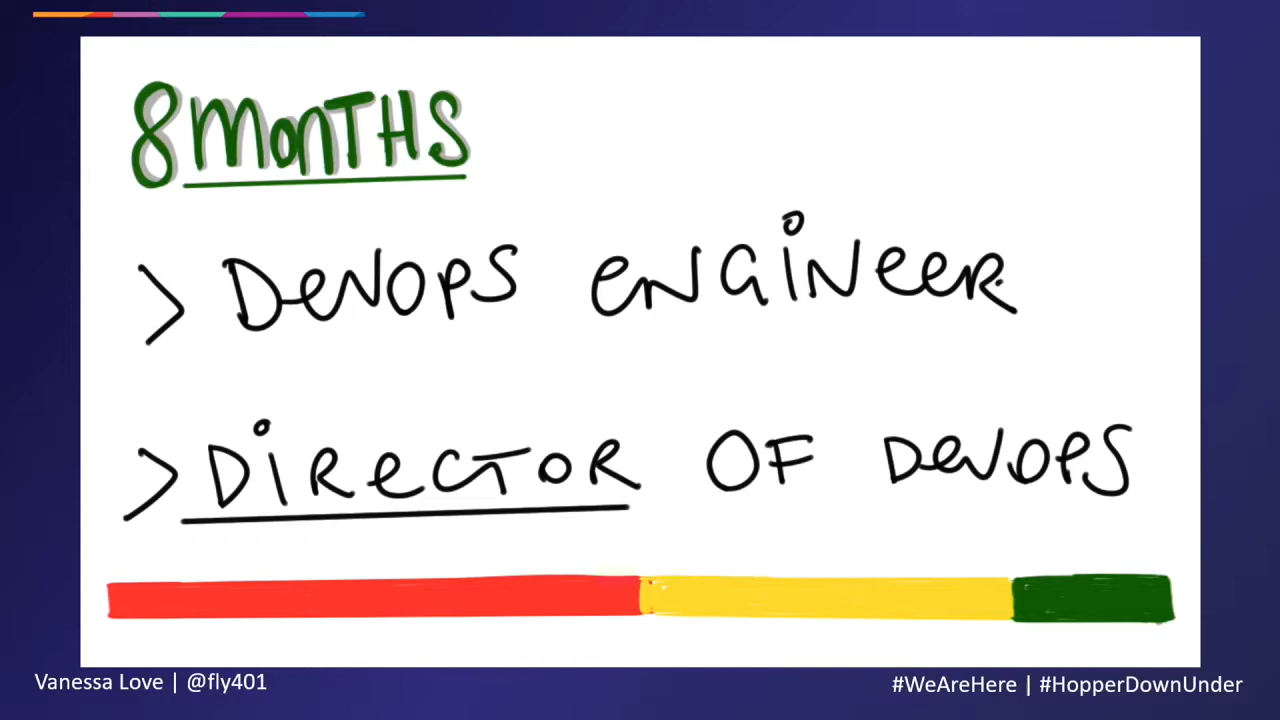 8 MonTHS
> DevOPS enGiNeer
> DiReCTOR OF DevOPS
Vanessa Love | @fly401
#WeAreHere | #HopperDownUnder